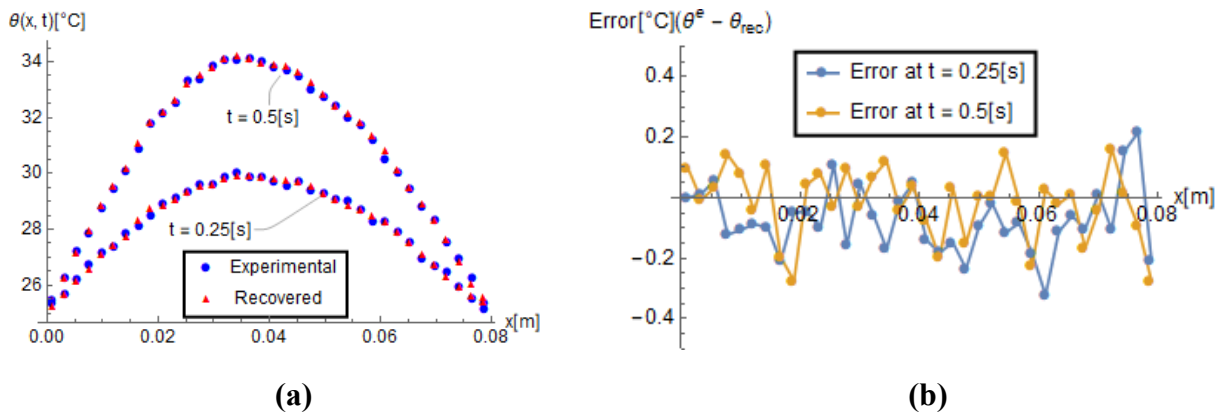 θ(x, t)[°C]
34
32
30
28
26
0.00 0.02 0.04 0.06 0.08
x[m]
t = 0.5[s]
t = 0.25[s]
Experimental
Recovered
(a)
Error[°C](θᵉ − θrec)
0.4
0.2
−0.2
−0.4
0.02 0.04 0.06 0.08
x[m]
Error at t = 0.25[s]
Error at t = 0.5[s]
(b)